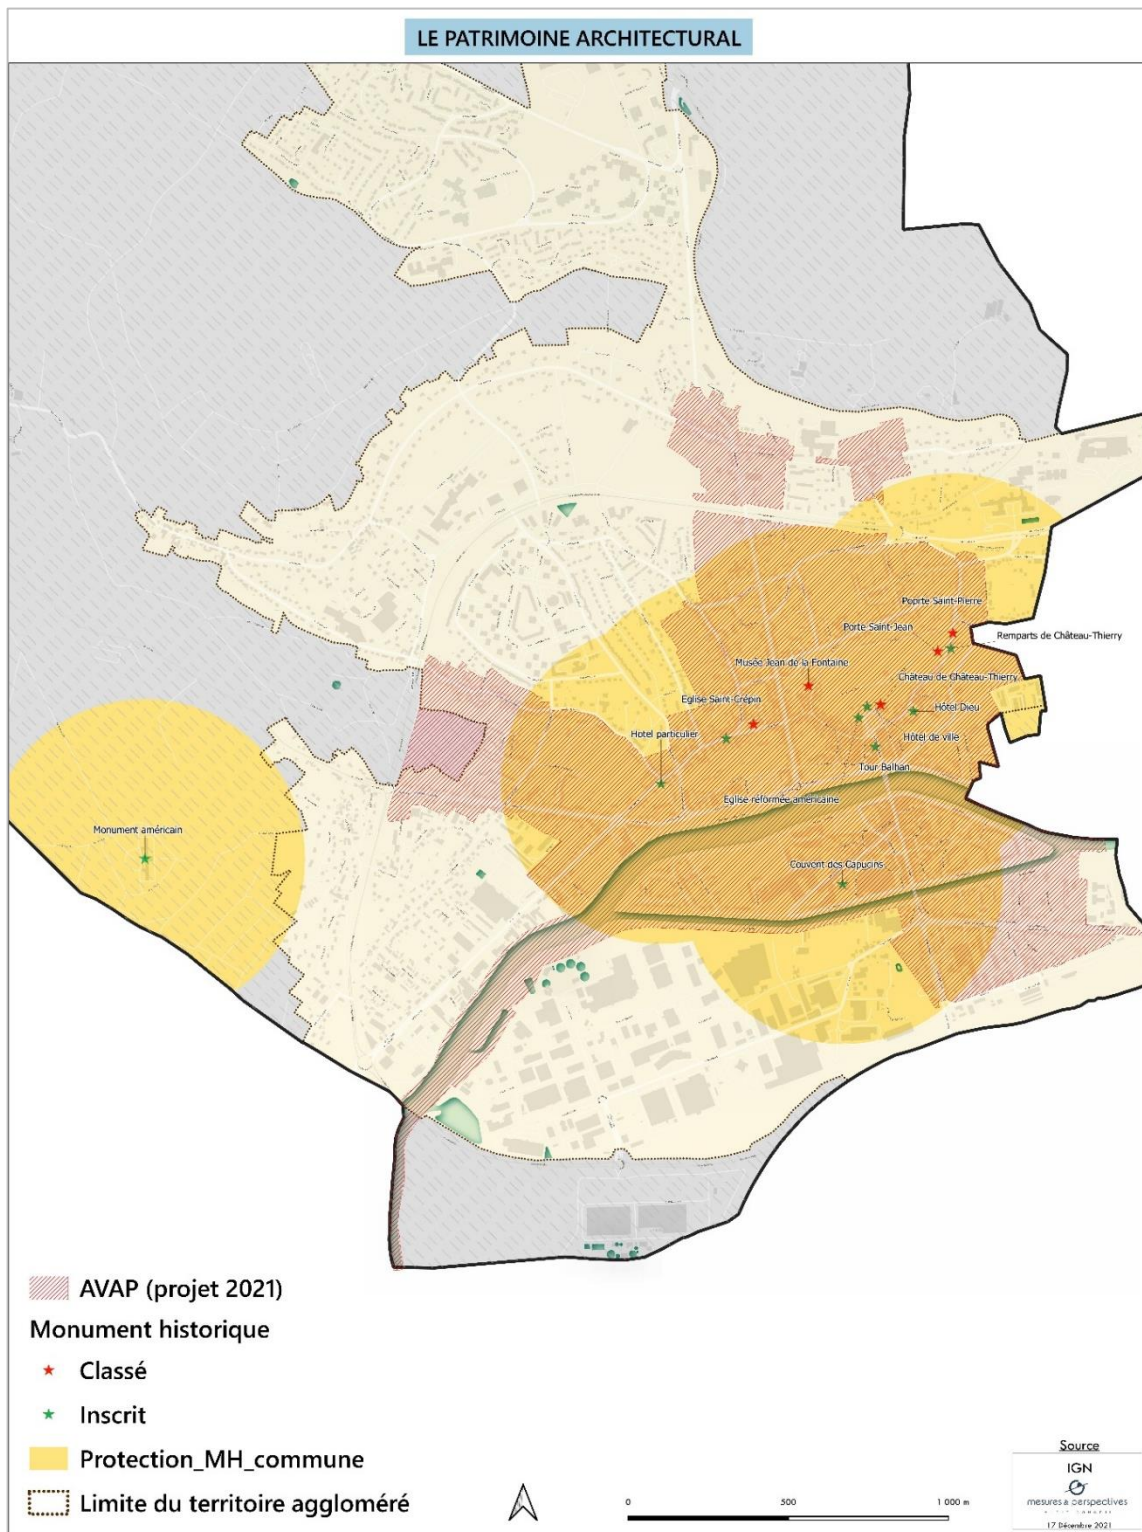 LE PATRIMOINE ARCHITECTURAL
Poprte Saint-Pierre
Porte Saint-Jean
Remparts de Château-Thierry
Musée Jean de la Fontaine
Château de Château-Thierry
Eglise Saint-Crépin
Hôtel Dieu
Hotel particulier
Hôtel de ville
Tour Balhan
Eglise réformée américaine
Monument américain
Couvent des Capucins
AVAP (projet 2021)
Monument historique
Classé
Inscrit
Protection_MH_commune
Limite du territoire aggloméré
0 500 1 000 m
Source
IGN
mesures & perspectives
17 Décembre 2021